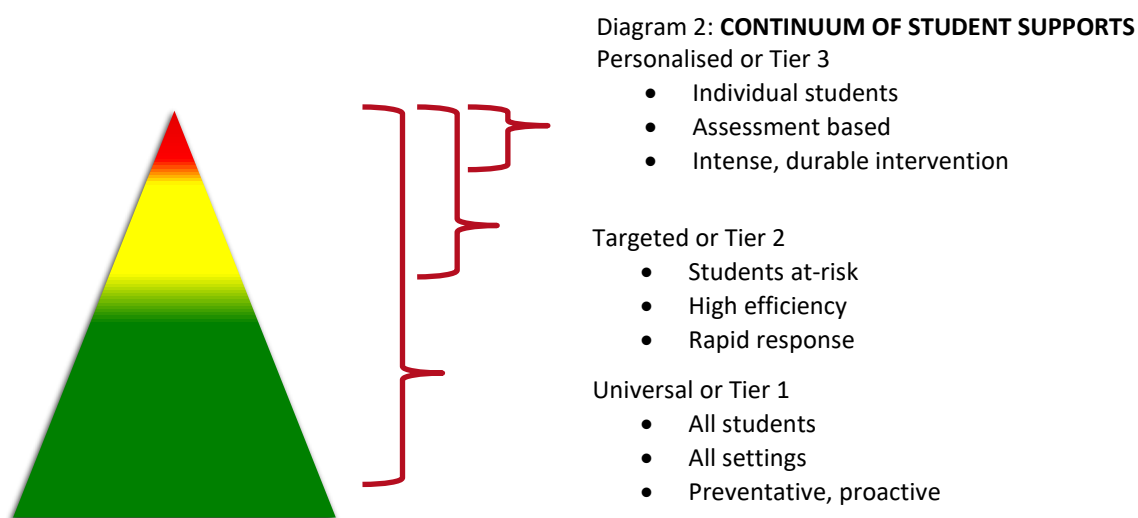 Diagram 2: CONTINUUM OF STUDENT SUPPORTS
Personalised or Tier 3
• Individual students
• Assessment based
• Intense, durable intervention
Targeted or Tier 2
• Students at-risk
• High efficiency
• Rapid response
Universal or Tier 1
• All students
• All settings
• Preventative, proactive